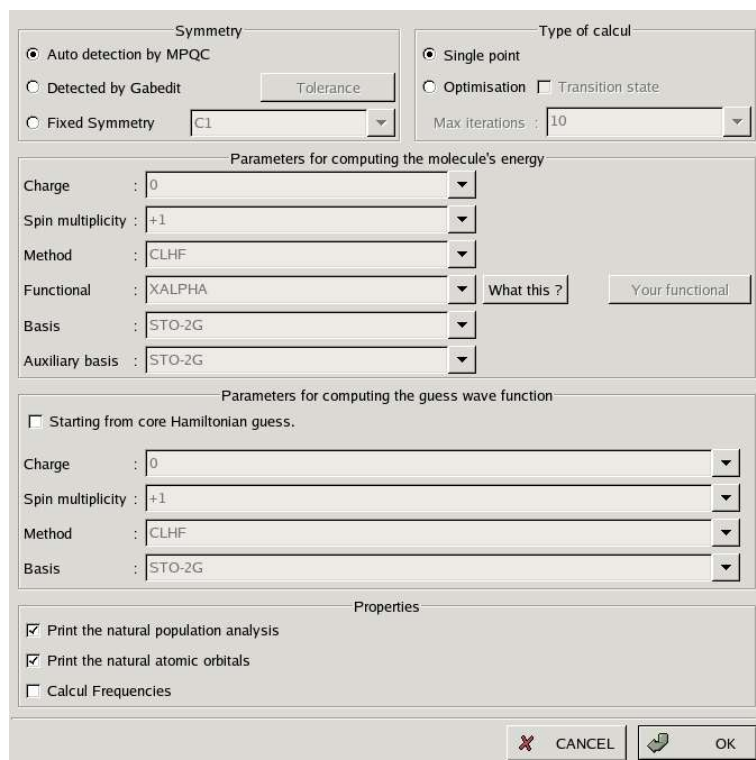 Symmetry
Auto detection by MPQC
Detected by Gabedit Tolerance
Fixed Symmetry C1
Type of calcul
Single point
Optimisation Transition state
Max iterations : 10
Parameters for computing the molecule's energy
Charge : 0
Spin multiplicity : +1
Method : CLHF
Functional : XALPHA What this ? Your functional
Basis : STO-2G
Auxiliary basis : STO-2G
Parameters for computing the guess wave function
Starting from core Hamiltonian guess.
Charge : 0
Spin multiplicity : +1
Method : CLHF
Basis : STO-2G
Properties
Print the natural population analysis
Print the natural atomic orbitals
Calcul Frequencies
CANCEL OK